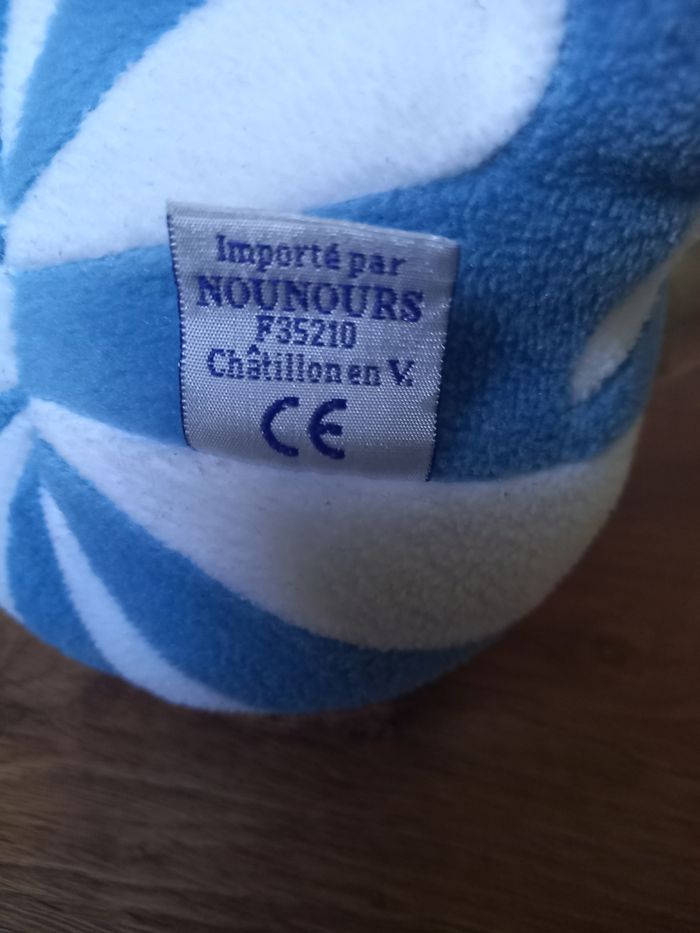 Importé par
NOUNOURS
F35210
Châtillon en V.
CE